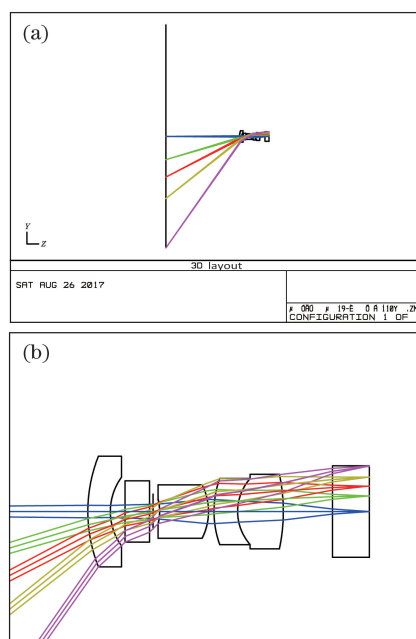 (a)
Y
Z
3D layout
SAT AUG 26 2017
CONFIGURATION 1 OF
(b)